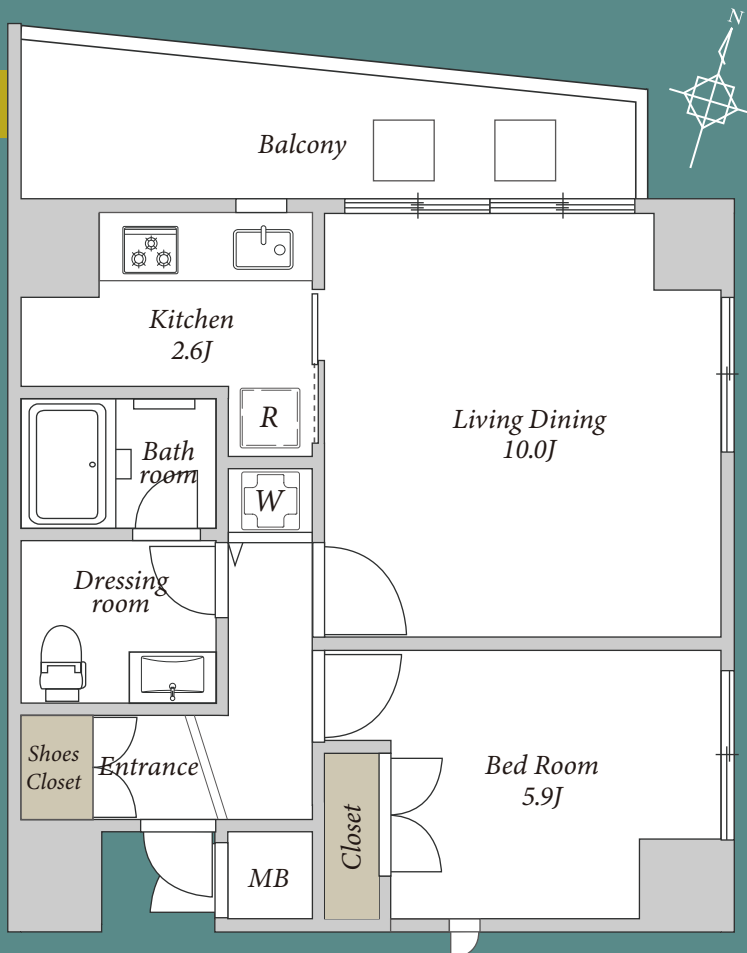 N
Balcony
Kitchen
2.6J
R
Living Dining
10.0J
Bath
room
W
Dressing
room
Shoes
Closet
Entrance
Bed Room
5.9J
Closet
MB